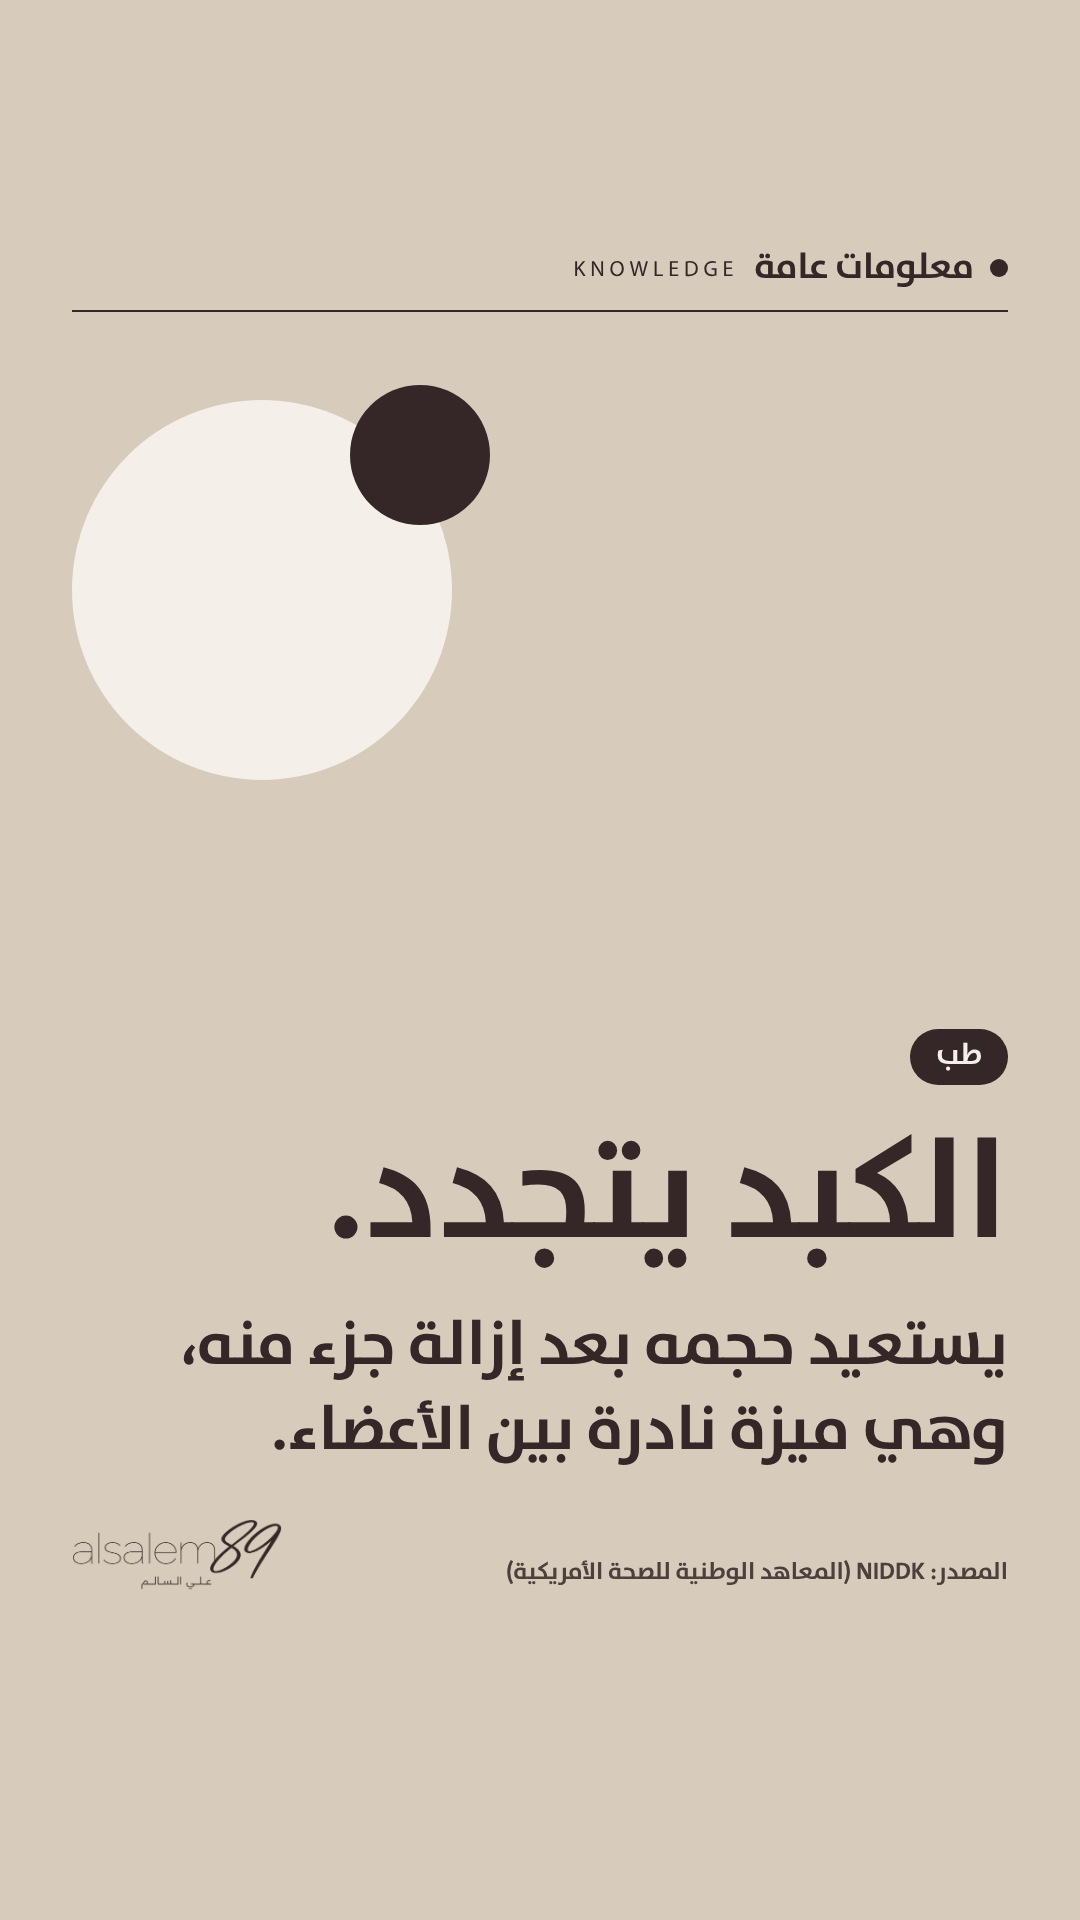 معلومات عامة KNOWLEDGE
طب
الكبد يتجدد.
يستعيد حجمه بعد إزالة جزء منه،
وهي ميزة نادرة بين الأعضاء.
المصدر: NIDDK (المعاهد الوطنية للصحة الأمريكية)
alsalem89
علي السالم